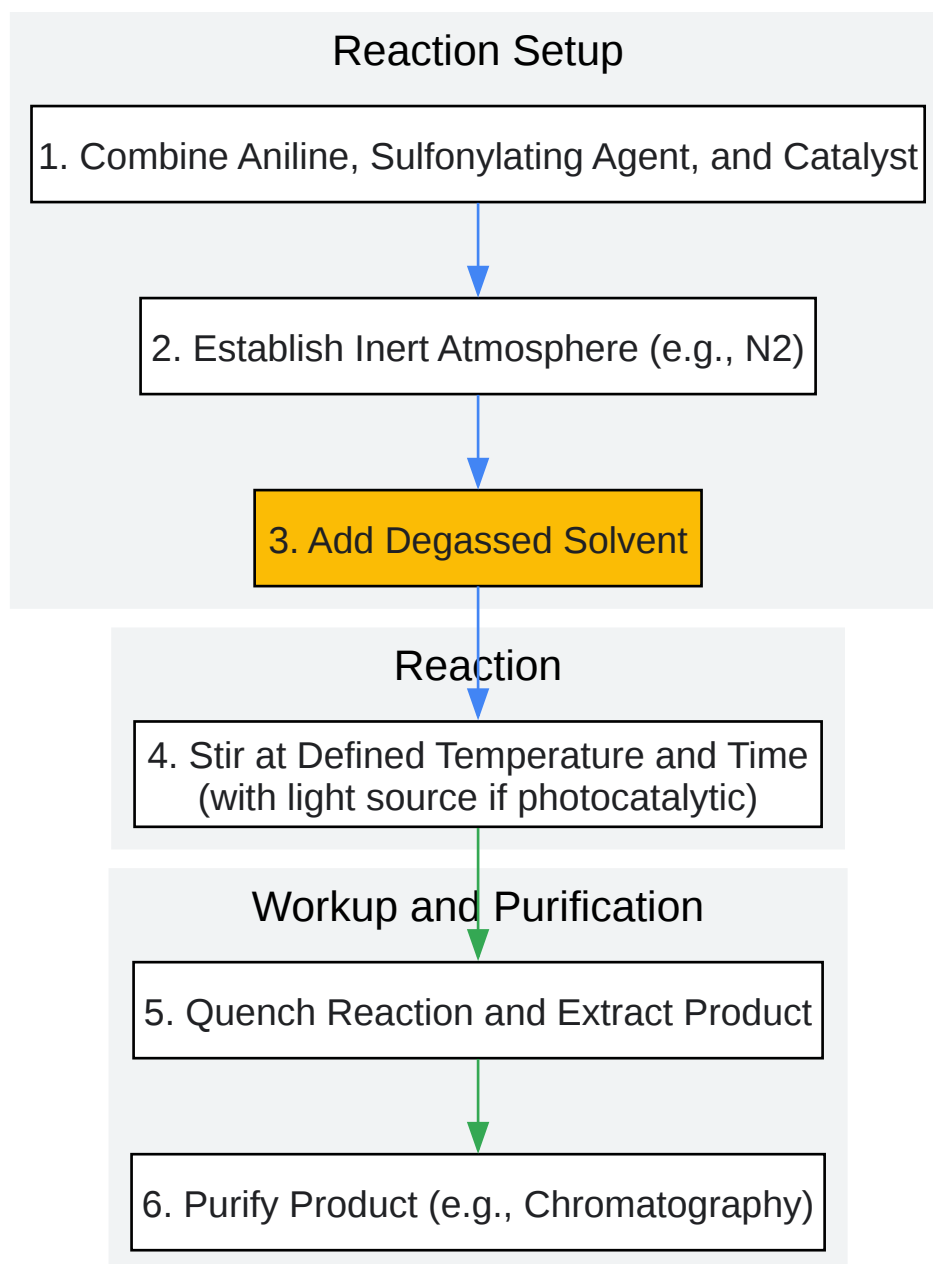 Reaction Setup
1. Combine Aniline, Sulfonylating Agent, and Catalyst
2. Establish Inert Atmosphere (e.g., N2)
3. Add Degassed Solvent
Reaction
4. Stir at Defined Temperature and Time
(with light source if photocatalytic)
Workup and Purification
5. Quench Reaction and Extract Product
6. Purify Product (e.g., Chromatography)